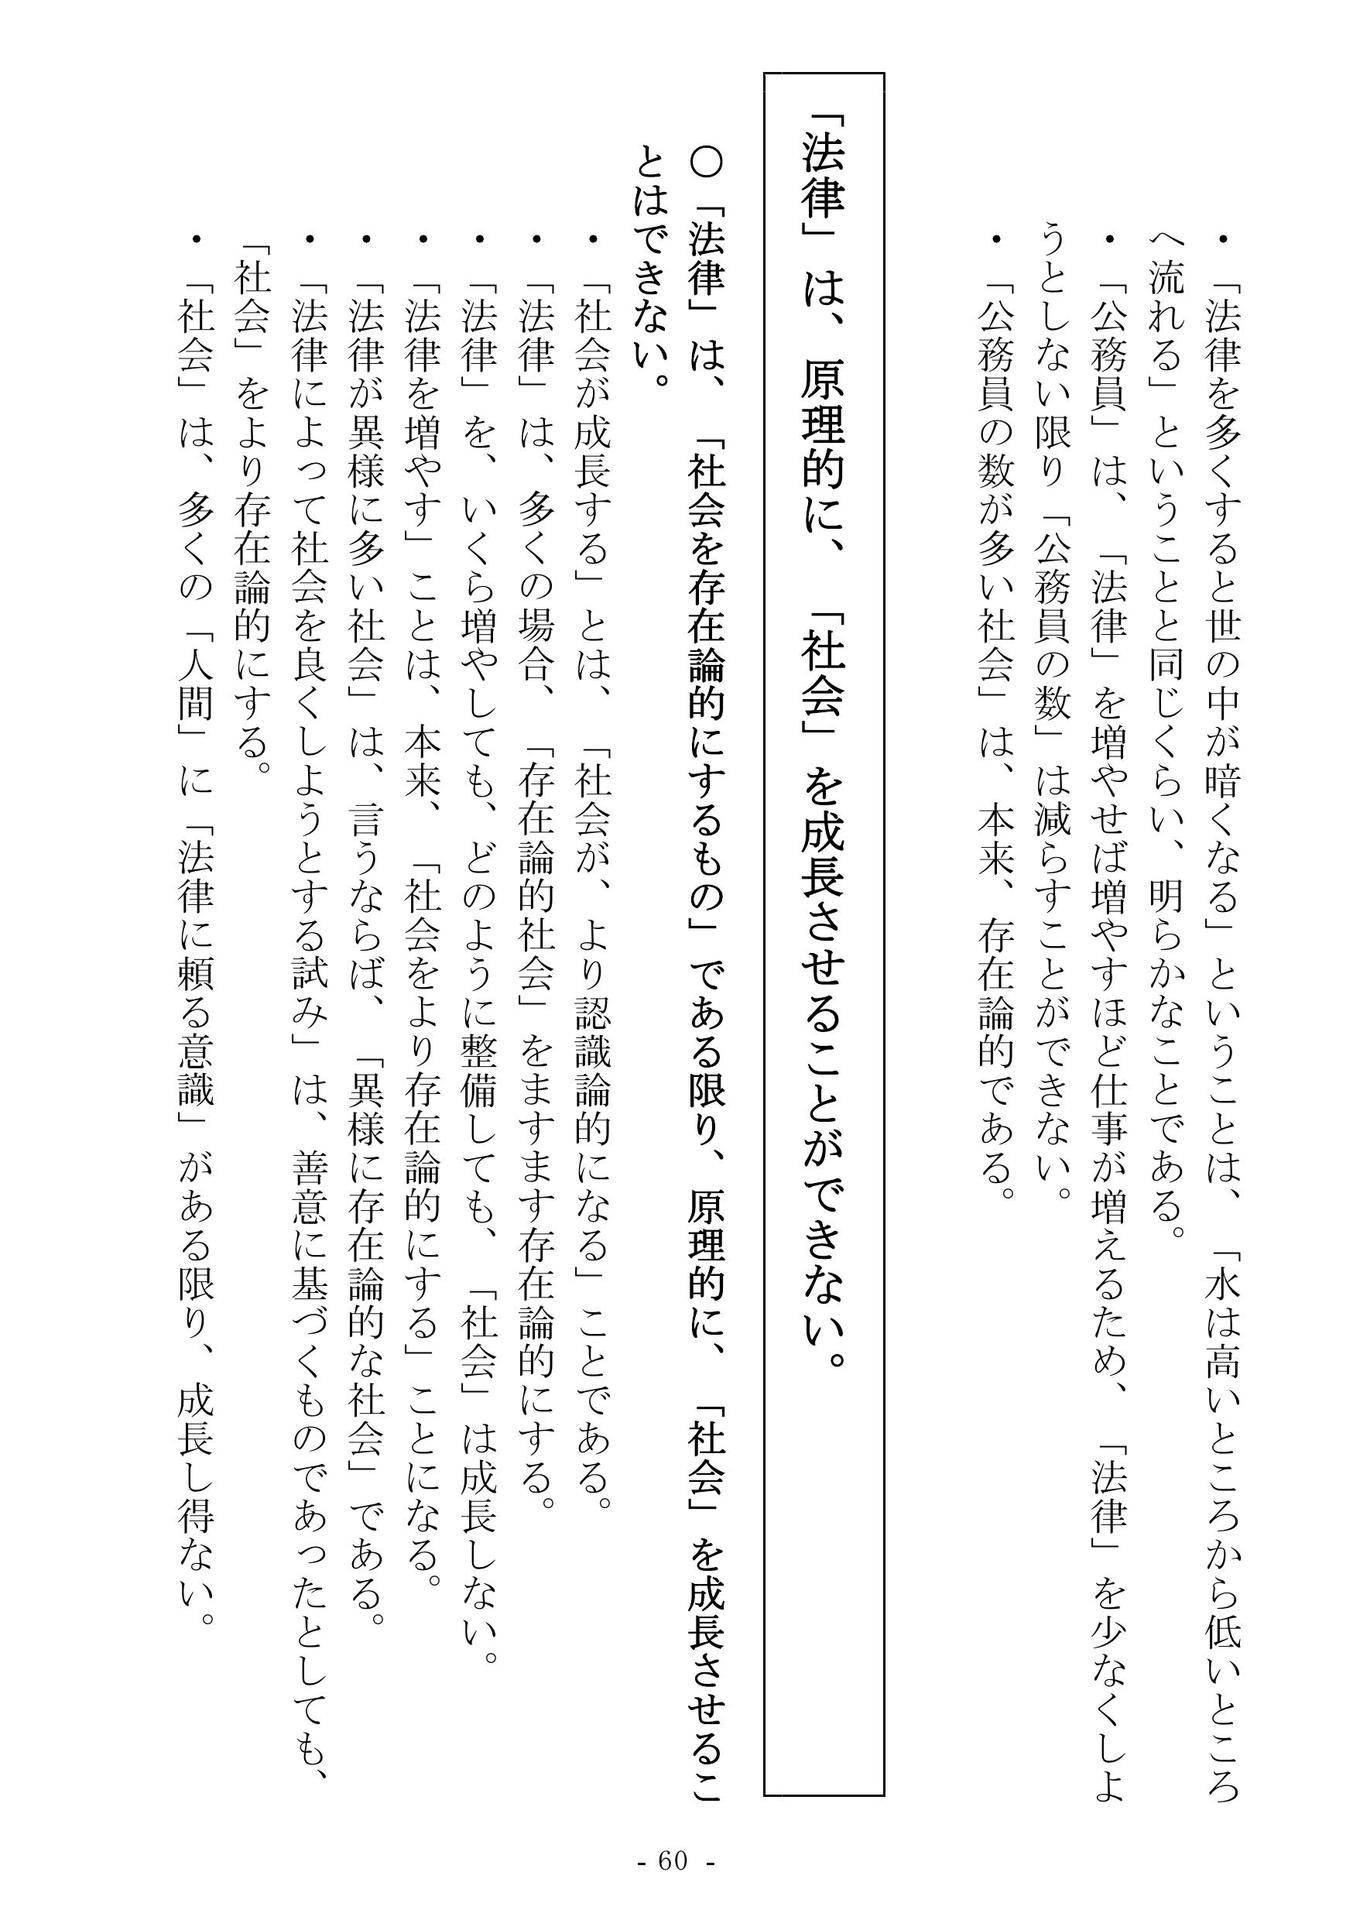 ・「法律を多くすると世の中が暗くなる」ということは、「水は高いところから低いところ
へ流れる」ということと同じくらい、明らかなことである。
・「公務員」は、「法律」を増やせば増やすほど仕事が増えるため、「法律」を少なくしよ
うとしない限り「公務員の数」は減らすことができない。
・「公務員の数が多い社会」は、本来、存在論的である。
「法律」は、原理的に、「社会」を成長させることができない。
〇「法律」は、「社会を存在論的にするもの」である限り、原理的に、「社会」を成長させるこ
とはできない。
・「社会が成長する」とは、「社会が、より認識論的になる」ことである。
・「法律」は、多くの場合、「存在論的社会」をますます存在論的にする。
・「法律」を、いくら増やしても、どのように整備しても、「社会」は成長しない。
・「法律を増やす」ことは、本来、「社会をより存在論的にする」ことになる。
・「法律が異様に多い社会」は、言うならば、「異様に存在論的な社会」である。
・「法律によって社会を良くしようとする試み」は、善意に基づくものであったとしても、
「社会」をより存在論的にする。
・「社会」は、多くの「人間」に「法律に頼る意識」がある限り、成長し得ない。
- 60 -